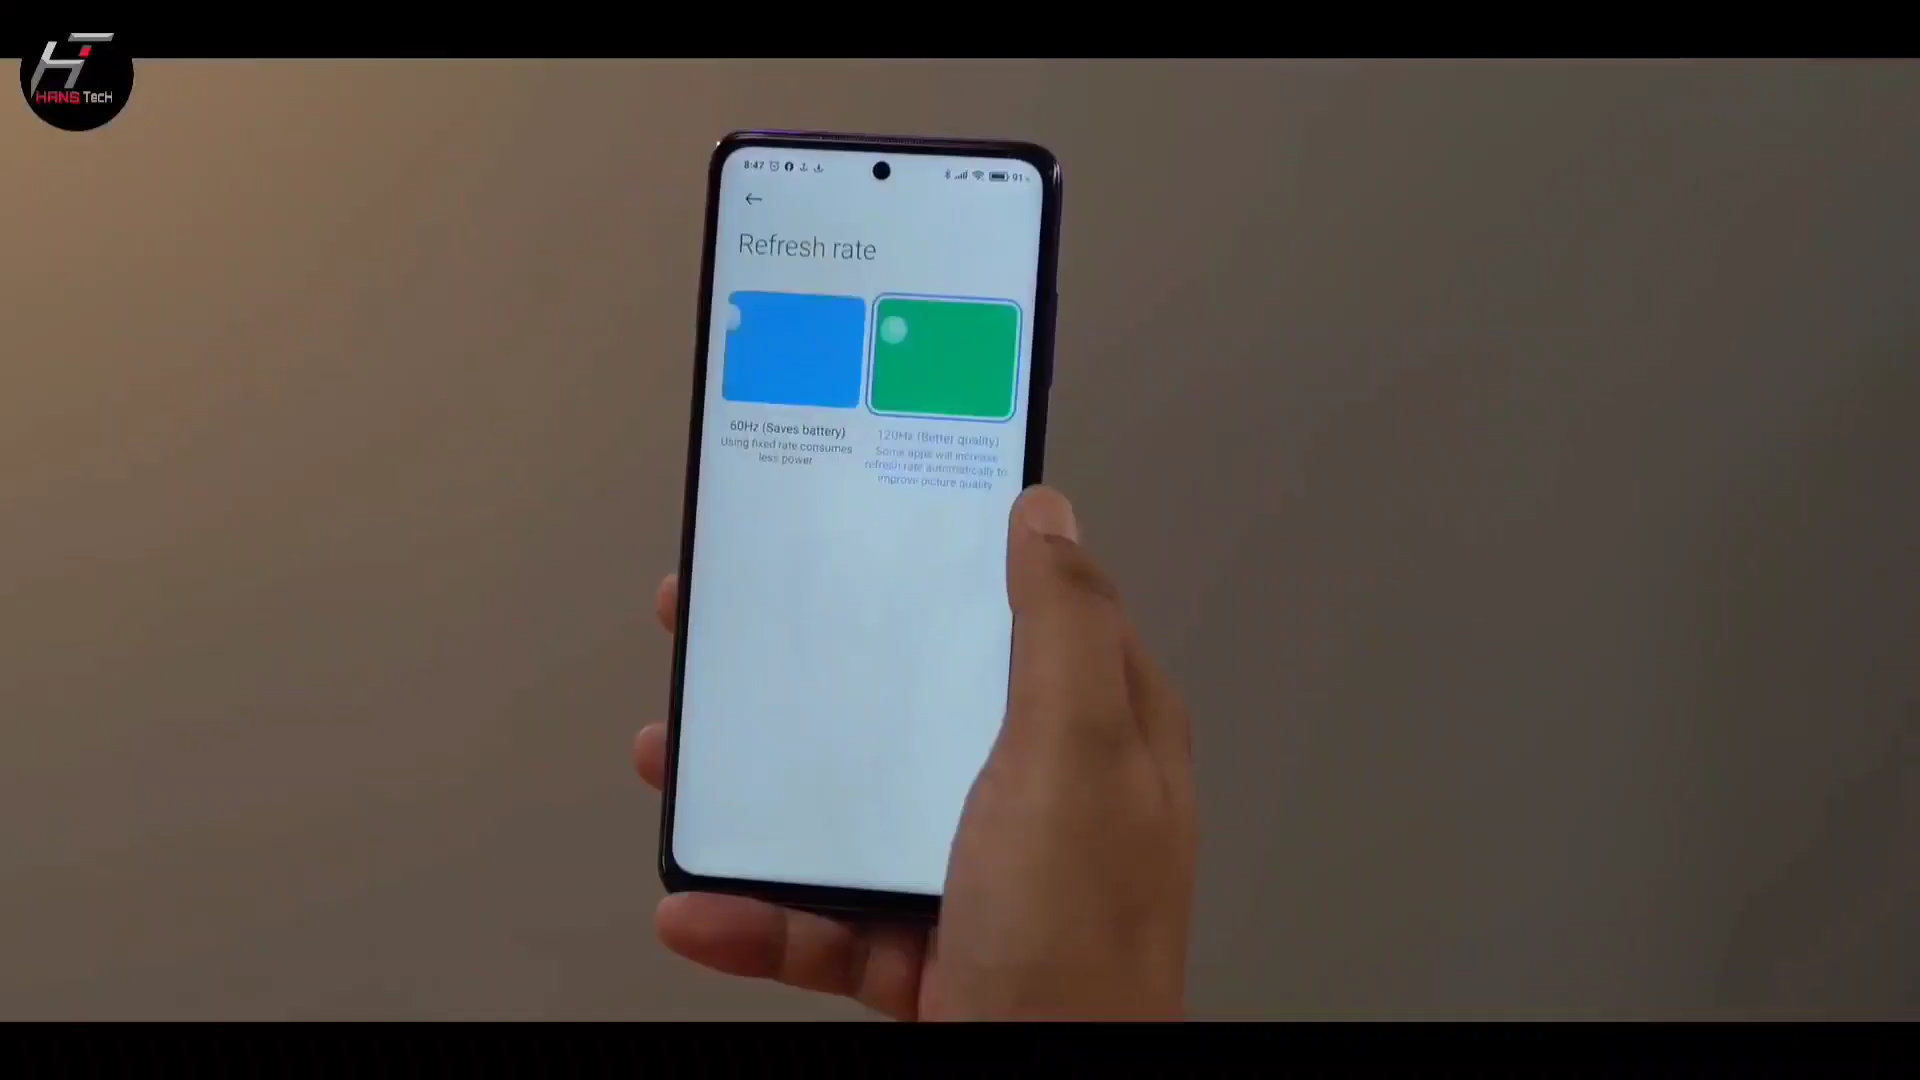 HANS TecH
8:47
91%
Refresh rate
60Hz (Saves battery)
Using fixed rate consumes
less power
120Hz (Better quality)
Some apps will increase
refresh rate automatically to
improve picture quality